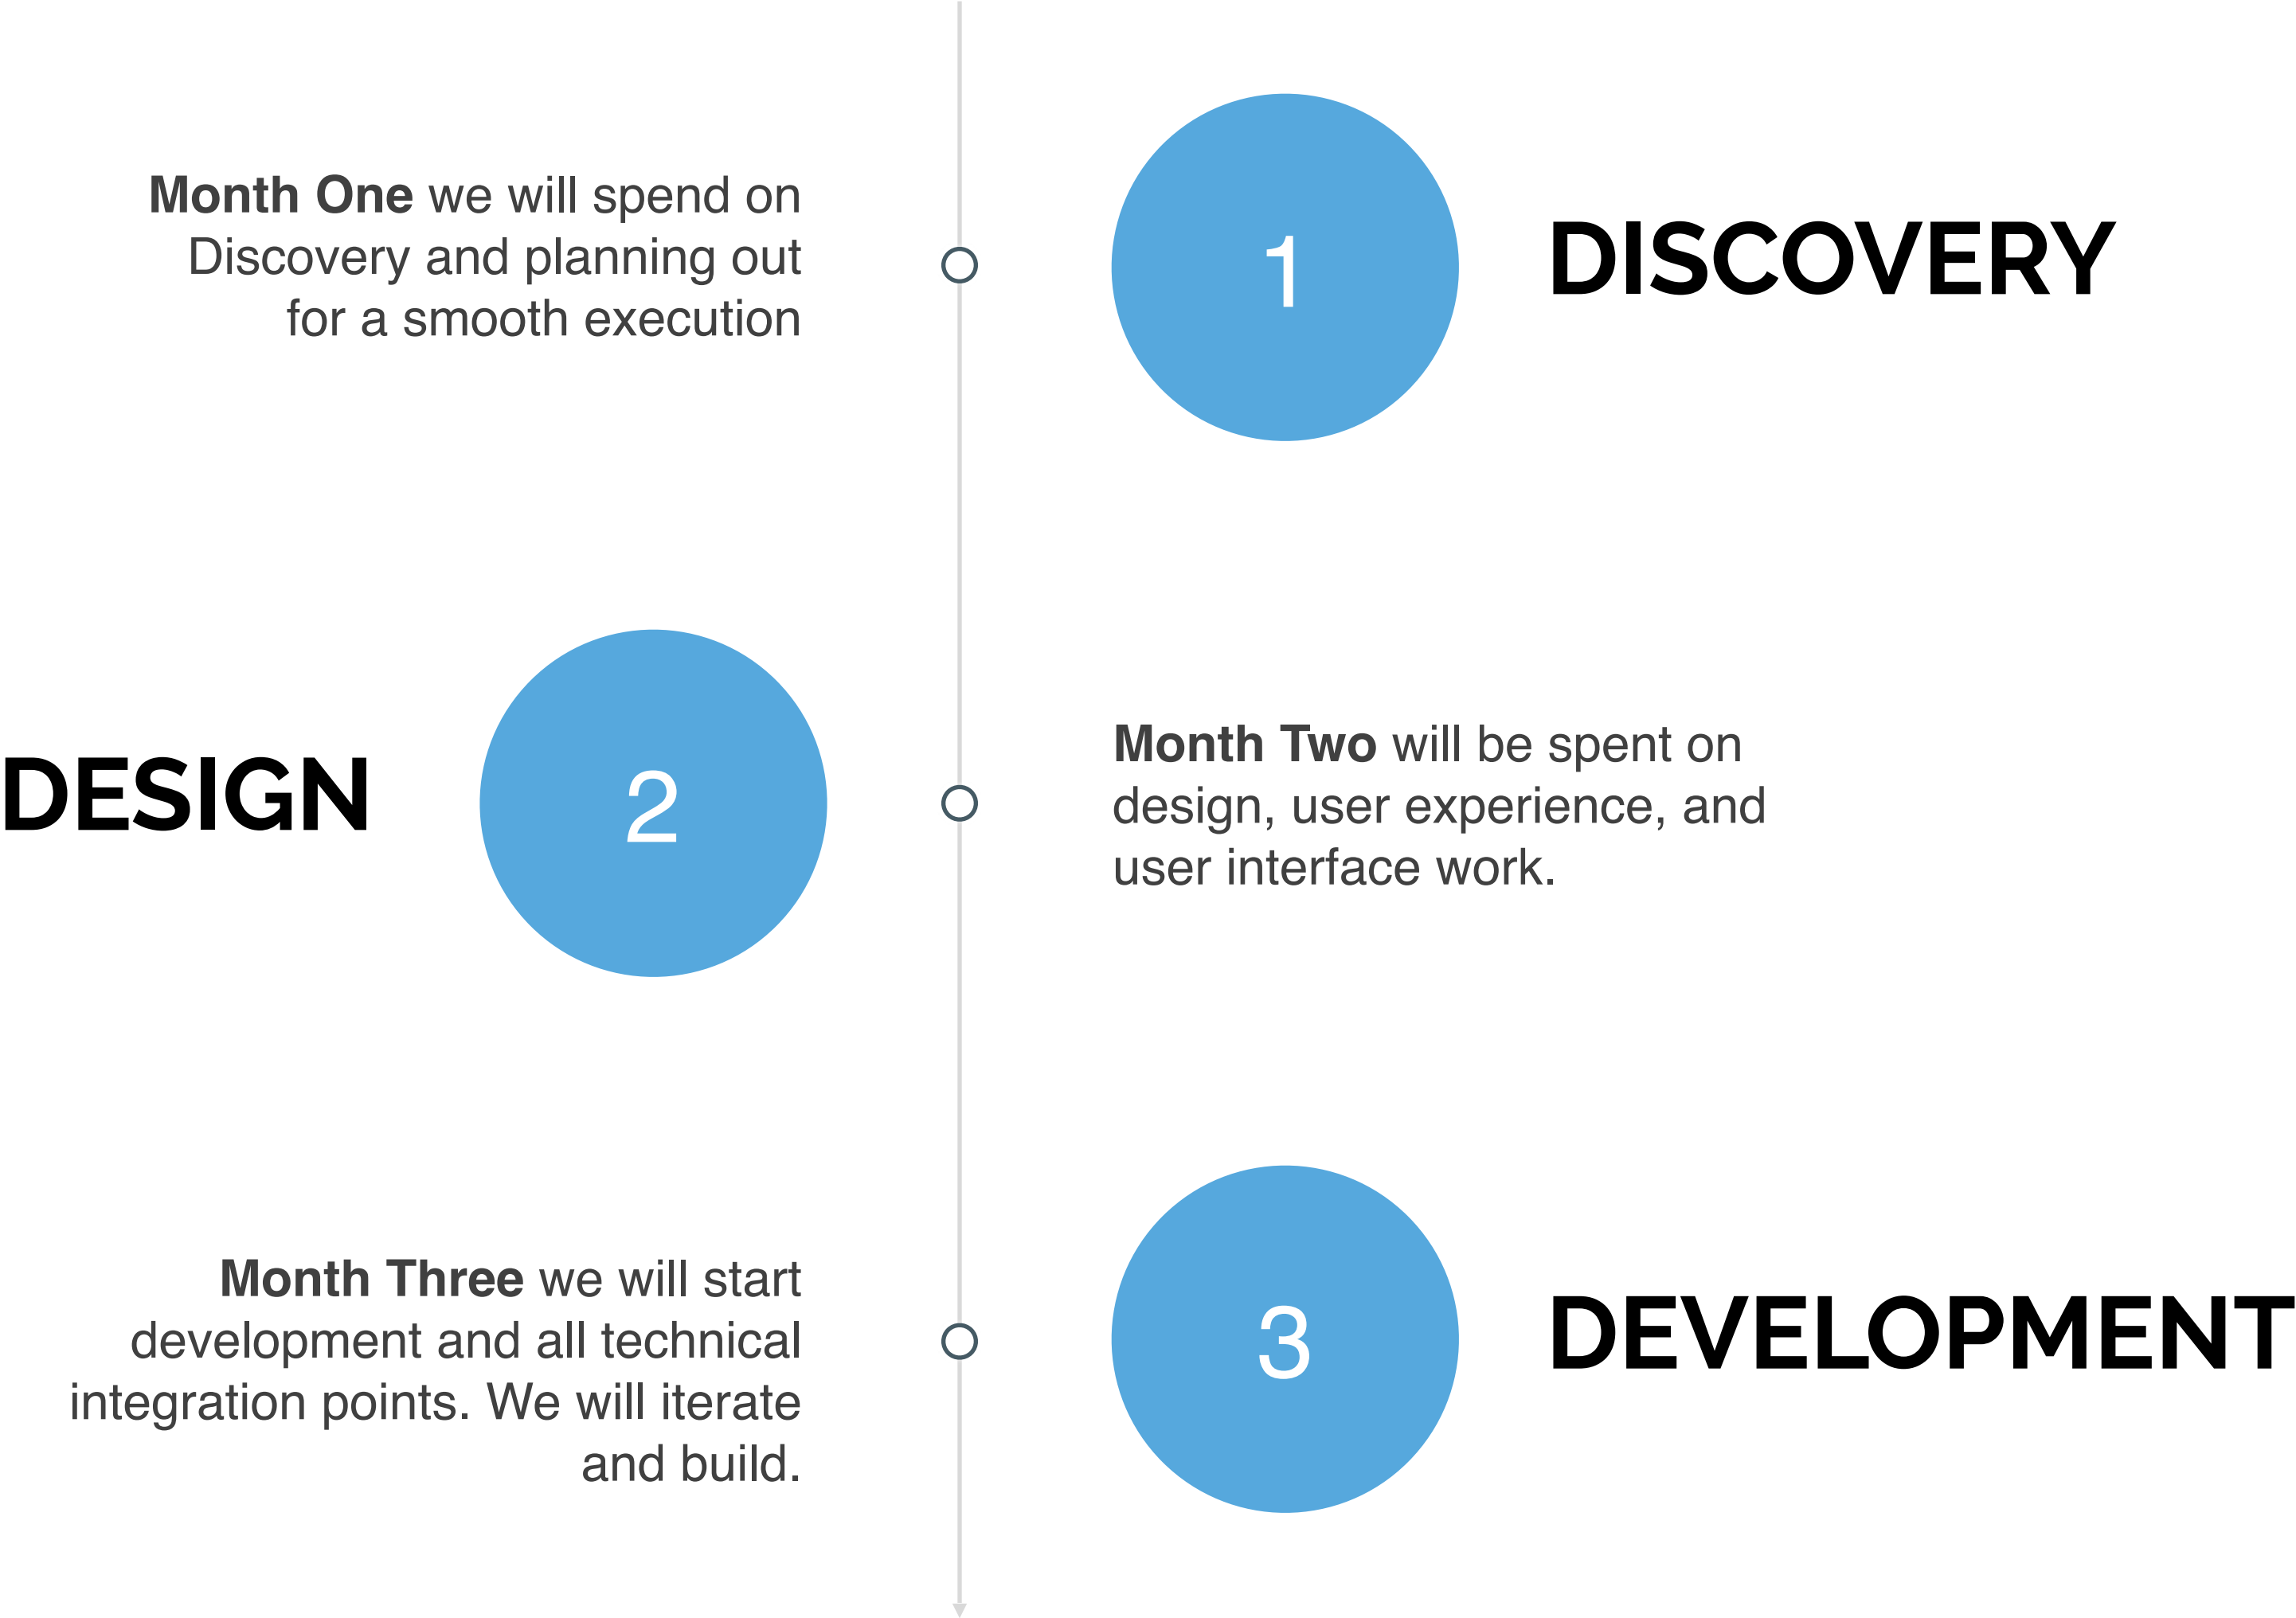 Month One we will spend on
Discovery and planning out
for a smooth execution
1
DISCOVERY
DESIGN
2
Month Two will be spent on
design, user experience, and
user interface work.
Month Three we will start
development and all technical
integration points. We will iterate
and build.
3
DEVELOPMENT